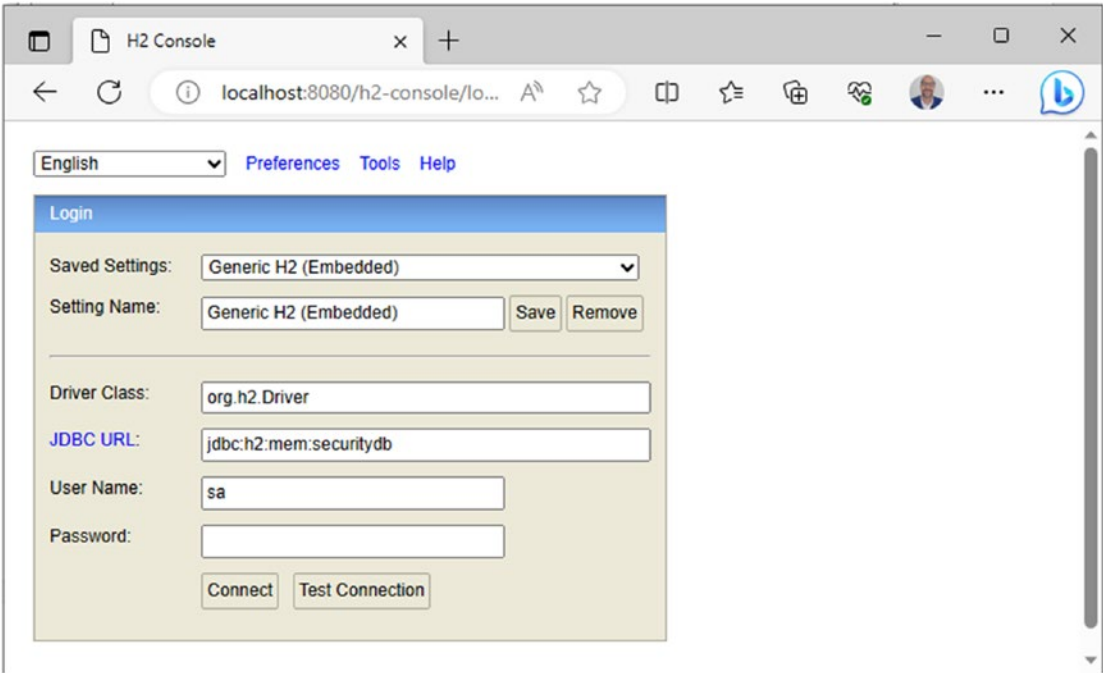 H2 Console
localhost:8080/h2-console/lo...
English Preferences Tools Help
Login
Saved Settings: Generic H2 (Embedded)
Setting Name: Generic H2 (Embedded) Save Remove
Driver Class: org.h2.Driver
JDBC URL: jdbc:h2:mem:securitydb
User Name: sa
Password:
Connect Test Connection